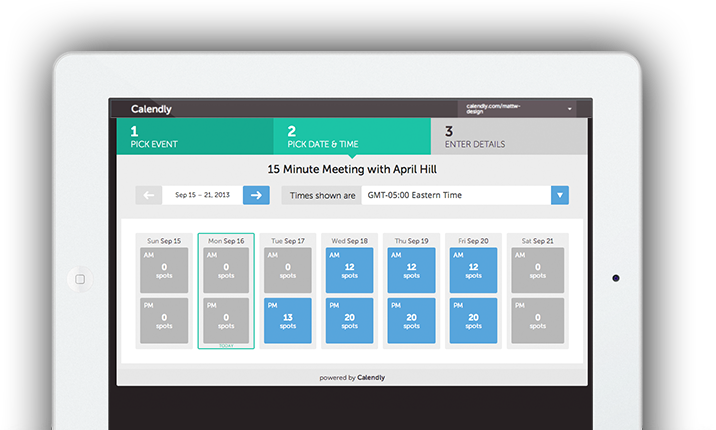 Calendly
calendly.com/mattw-
design
1
PICK EVENT
2
PICK DATE & TIME
3
ENTER DETAILS
15 Minute Meeting with April Hill
Sep 15 – 21, 2013
Times shown are
GMT-05:00 Eastern Time
Sun Sep 15
Mon Sep 16
Tue Sep 17
Wed Sep 18
Thu Sep 19
Fri Sep 20
Sat Sep 21
AM
0
spots
AM
0
spots
AM
0
spots
AM
12
spots
AM
12
spots
AM
12
spots
AM
0
spots
PM
0
spots
PM
0
spots
PM
13
spots
PM
20
spots
PM
20
spots
PM
20
spots
PM
0
spots
TODAY
powered by Calendly